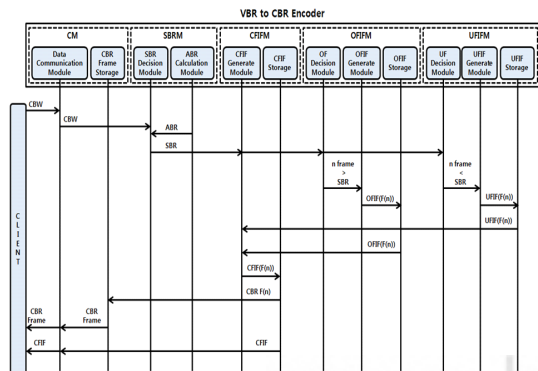 VBR to CBR Encoder
CM
SBRM
CFIFM
OFIFM
UFIFM
Data
Communication
Module
CBR
Frame
Storage
SBR
Decision
Module
ABR
Calculation
Module
CFIF
Generate
Module
CFIF
Storage
OF
Decision
Module
OFIF
Generate
Module
OFIF
Storage
UF
Decision
Module
UFIF
Generate
Module
UFIF
Storage
CLIENT
CBW
CBW
ABR
SBR
n frame
>
SBR
n frame
<
SBR
OFIF(F(n))
UFIF(F(n))
UFIF(F(n))
OFIF(F(n))
CFIF(F(n))
CBR F(n)
CBR
Frame
CBR
Frame
CFIF
CFIF